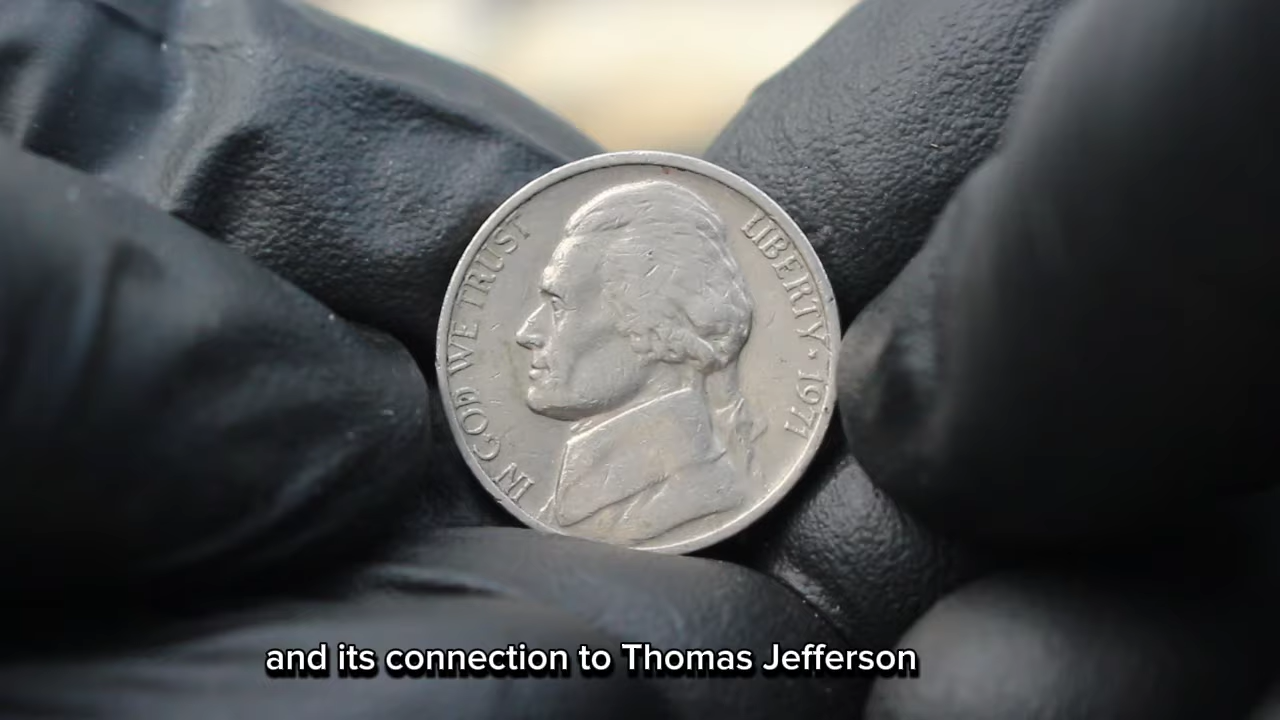 IN GOD WE TRUST
LIBERTY ★ 1971
and its connection to Thomas Jefferson